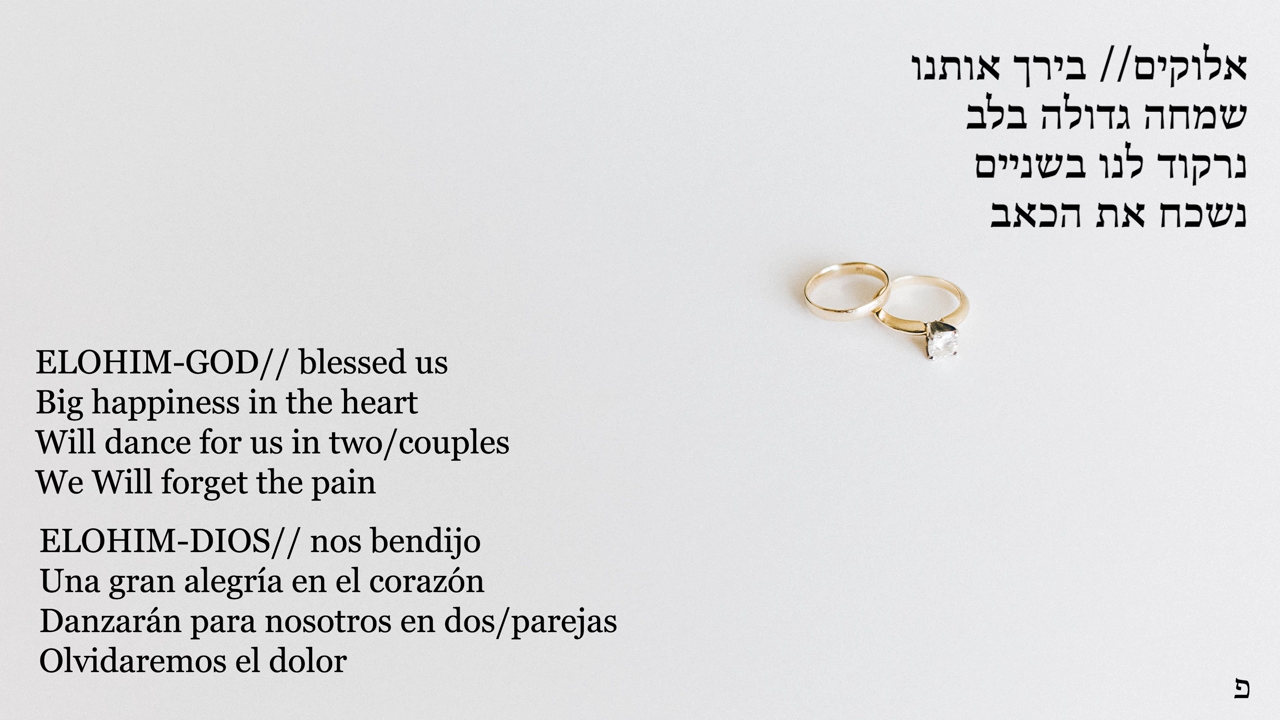 אלוקים// בירך אותנו
שמחה גדולה בלב
נרקוד לנו בשניים
נשכח את הכאב
ELOHIM-GOD// blessed us
Big happiness in the heart
Will dance for us in two/couples
We Will forget the pain
ELOHIM-DIOS// nos bendijo
Una gran alegría en el corazón
Danzarán para nosotros en dos/parejas
Olvidaremos el dolor
פ